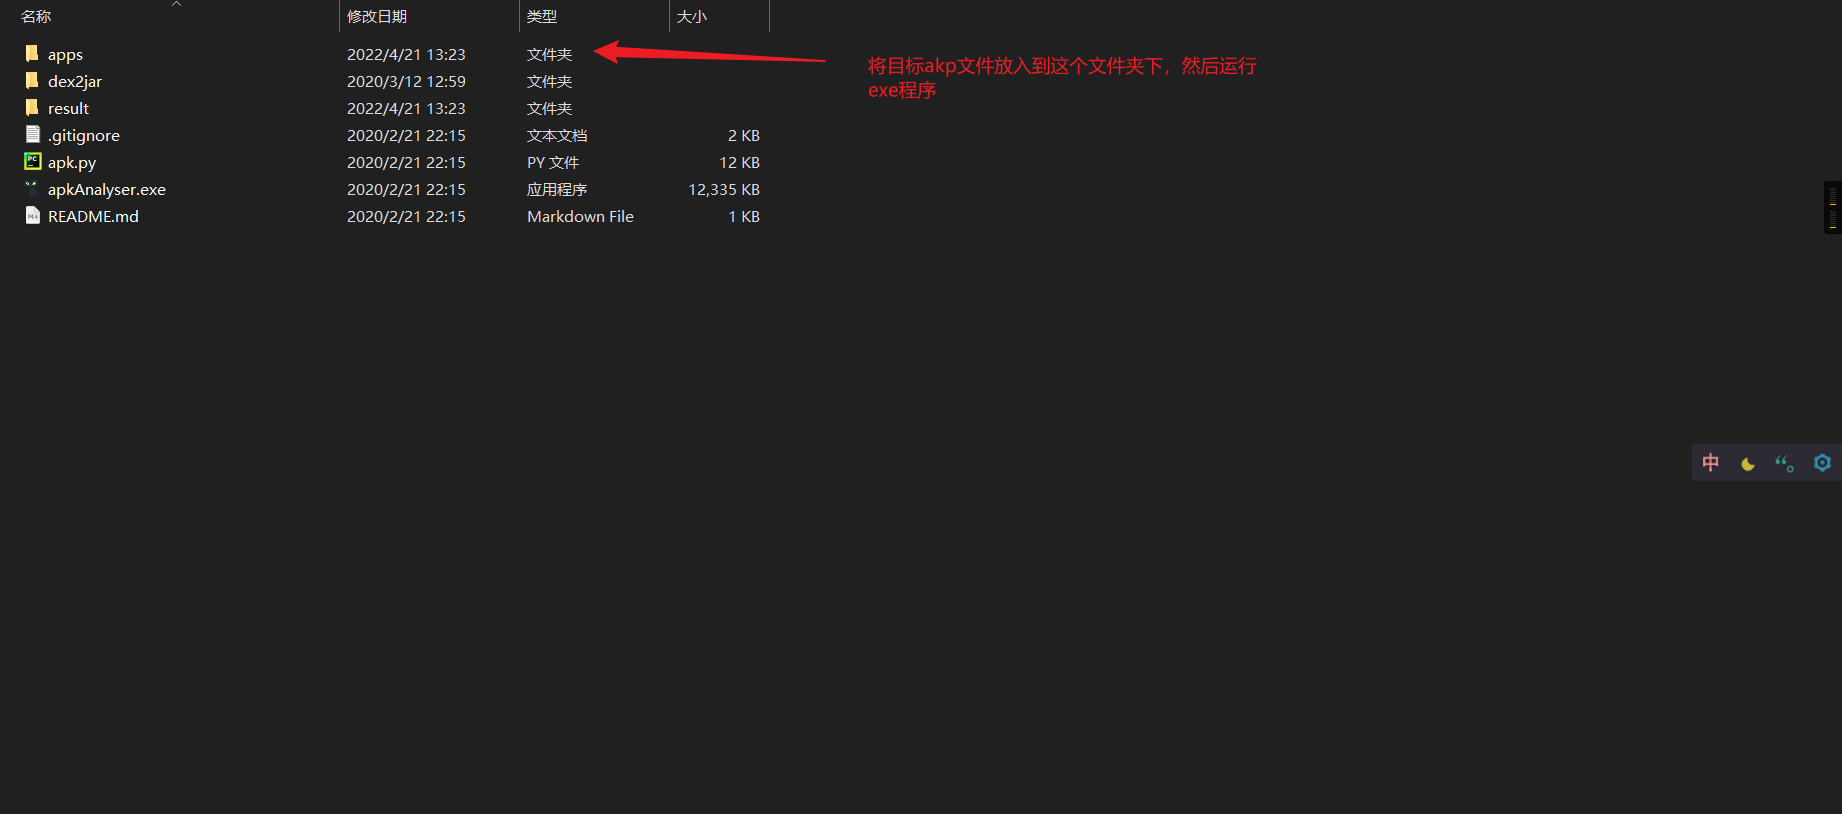 名称 修改日期 类型 大小
apps 2022/4/21 13:23 文件夹
dex2jar 2020/3/12 12:59 文件夹
result 2022/4/21 13:23 文件夹
.gitignore 2020/2/21 22:15 文本文档 2 KB
apk.py 2020/2/21 22:15 PY 文件 12 KB
apkAnalyser.exe 2020/2/21 22:15 应用程序 12,335 KB
README.md 2020/2/21 22:15 Markdown File 1 KB
将目标akp文件放入到这个文件夹下，然后运行
exe程序
中